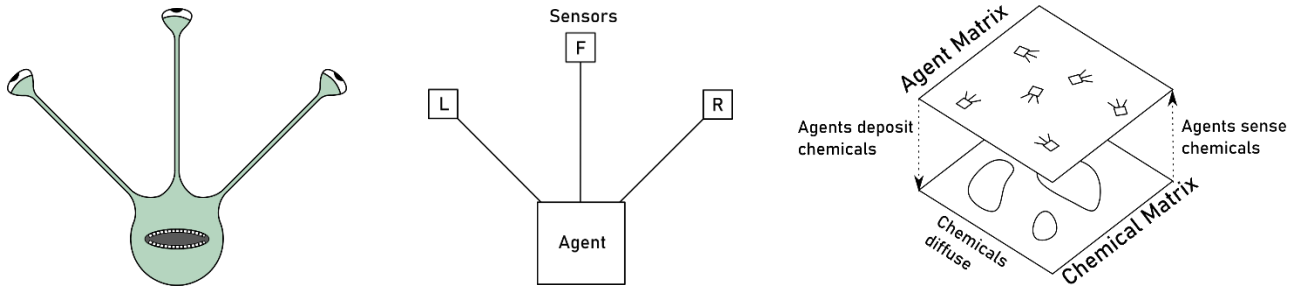 Sensors
F
L
R
Agent
Agent Matrix
Agents deposit
chemicals
Agents sense
chemicals
Chemicals
diffuse
Chemical Matrix